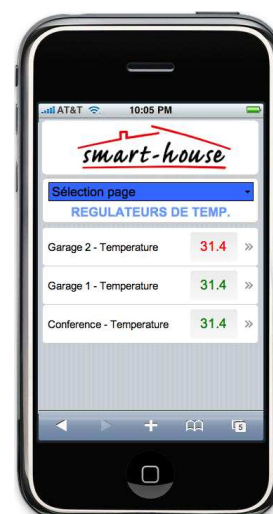 AT&T 10:05 PM
smart-house
Sélection page
REGULATEURS DE TEMP.
Garage 2 - Temperature 31.4 »
Garage 1 - Temperature 31.4 »
Conference - Temperature 31.4 »
5